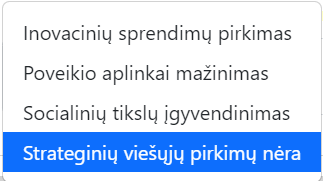 Inovacinių sprendimų pirkimas
Poveikio aplinkai mažinimas
Socialinių tikslų įgyvendinimas
Strateginių viešųjų pirkimų nėra